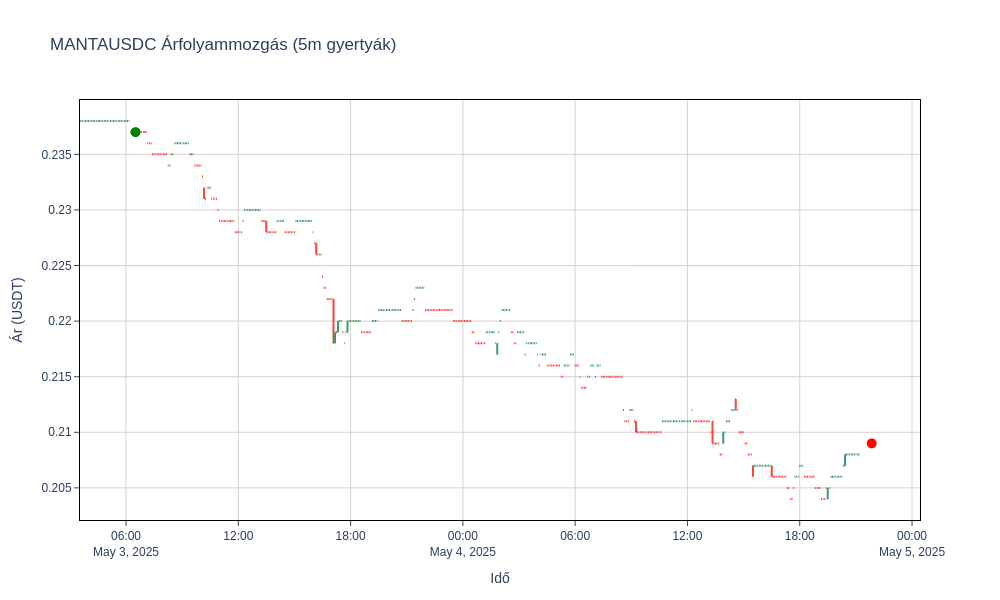 MANTAUSDC Árfolyammozgás (5m gyertyák)
0.235
0.23
0.225
0.22
0.215
0.21
0.205
Ár (USDT)
06:00 12:00 18:00 00:00 06:00 12:00 18:00 00:00
May 3, 2025 May 4, 2025 May 5, 2025
Idő